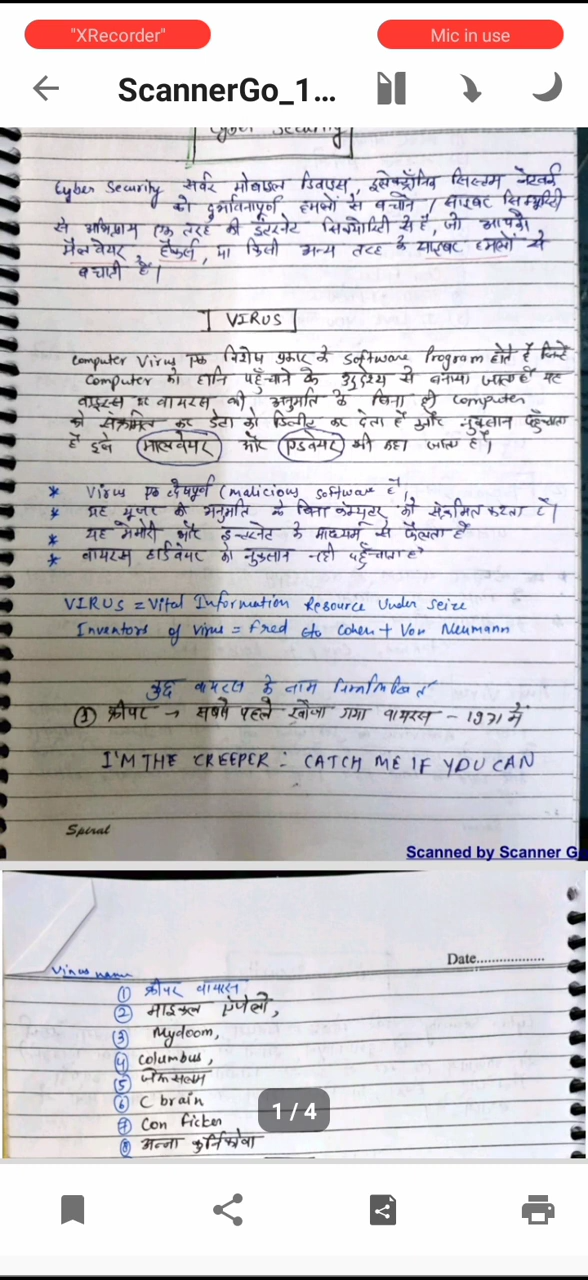 "XRecorder"
Mic in use
ScannerGo_1...
Cyber Security
Cyber Security सर्वर मोबाइल डिवाइस, इलेक्ट्रॉनिक सिस्टम नेटवर्क
को दुर्भावनापूर्ण हमलों से बचाने / साइबर सिक्युरिटी
से अभिप्राय एक तरह की इंटरनेट सिक्योरिटी से है, जो आपको
मैलवेयर, हैकर्स, या किसी अन्य तरह के साइबर हमलों से
बचाती है।
VIRUS
Computer Virus एक विशेष प्रकार के Software Program होते हैं जिन्हें
Computer को हानि पहुँचाने के उद्देश्य से बनाया जाता है यह
वायरस की अनुमति के बिना ही Computer
को संक्रमित कर डेटा को डिलीट कर देता है और नुकसान पहुँचाता
है इसे मालवेयर और एडवेयर भी कहा जाता है।
* Virus एक द्वेषपूर्ण (malicious software है,
* यह यूजर की अनुमति के बिना कम्प्यूटर को संक्रमित करता है।
* यह मेमोरी और इन्टरनेट के माध्यम से फैलता है
* वायरस हार्डवेयर को नुकसान नही पहुँचाता है
VIRUS = Vital Information Resource Under Seize
Inventors of virus = Fred Cohen + Von Neumann
कुछ वायरस के नाम निम्नलिखित
① क्रीपर → सबसे पहले खोजा गया वायरस - 1971 में
I'M THE CREEPER : CATCH ME IF YOU CAN
Spiral
Scanned by Scanner G
Date..................
Virus name
① क्रीपर वायरस
② माइकल एंजेलो,
③ Mydoom,
④ Columbus,
⑤
⑥ C brain
⑦ Con ficker
⑧ अन्ना कुर्निकोवा
1 / 4